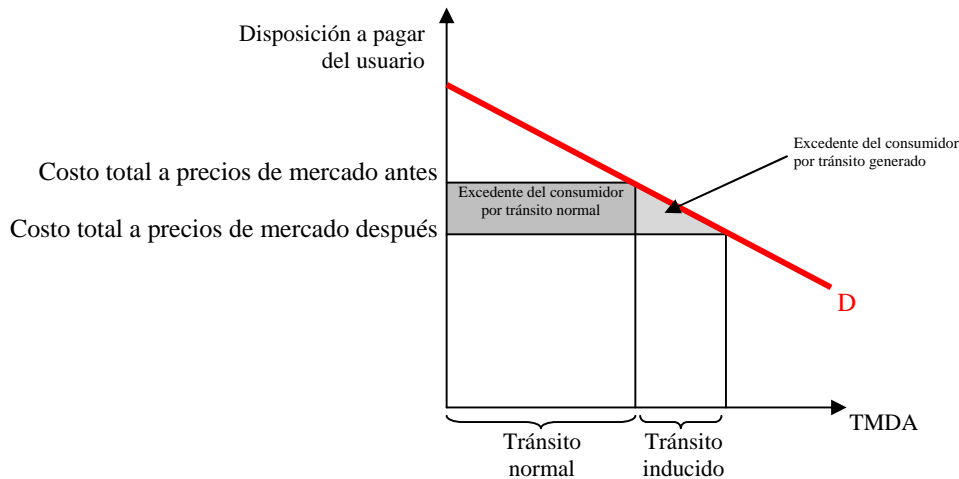 Disposición a pagar
del usuario
Excedente del consumidor
por tránsito generado
Costo total a precios de mercado antes
Excedente del consumidor
por tránsito normal
Costo total a precios de mercado después
D
TMDA
Tránsito
normal
Tránsito
inducido